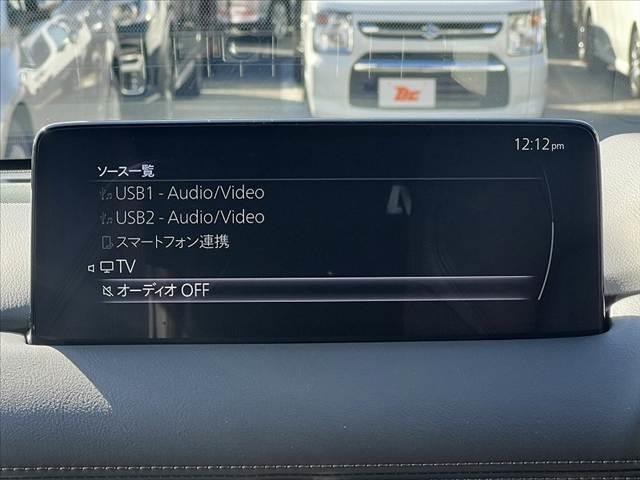 12:12pm
ソース一覧
USB1 - Audio/Video
USB2 - Audio/Video
スマートフォン連携
TV
オーディオ OFF